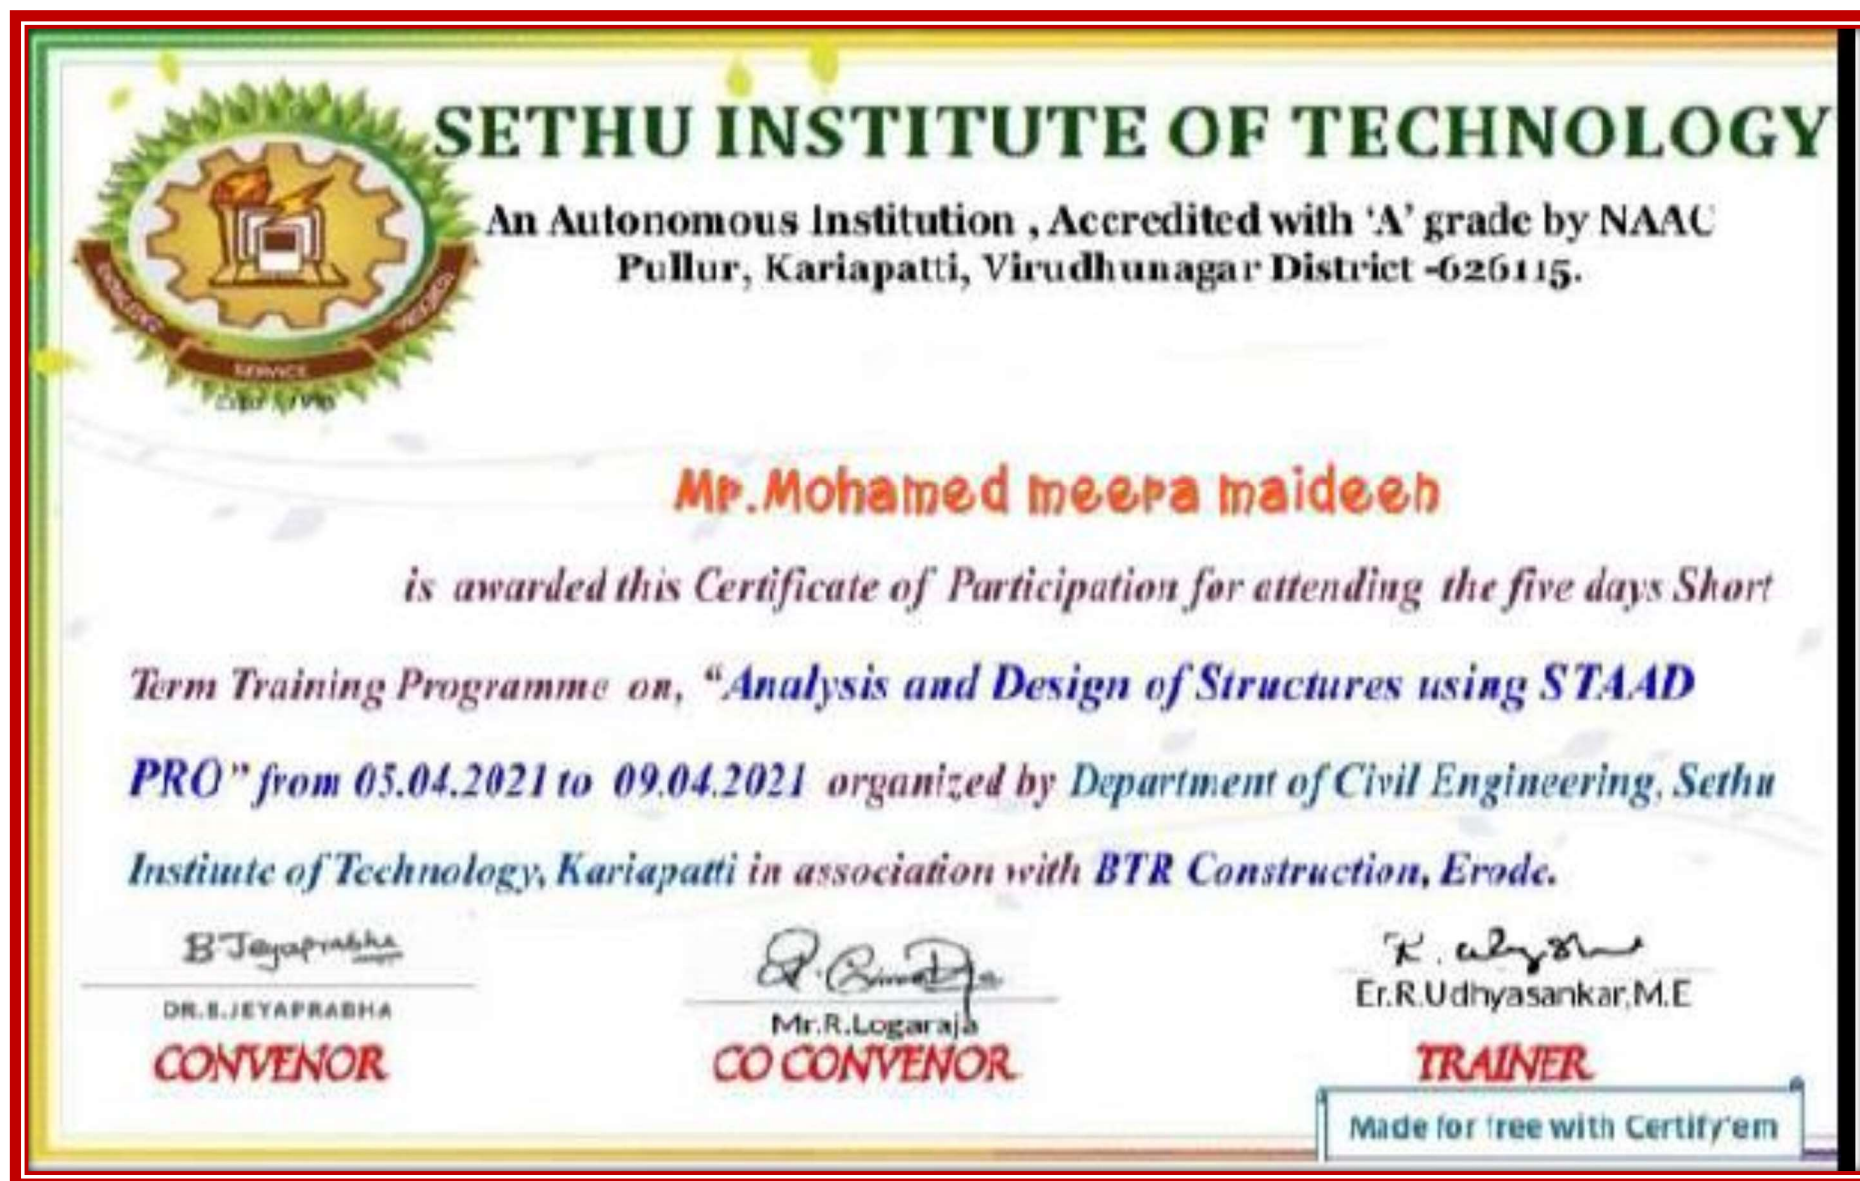 SETHU INSTITUTE OF TECHNOLOGY
An Autonomous Institution , Accredited with 'A' grade by NAAC
Pullur, Kariapatti, Virudhunagar District -626115.
SERVICE
Mr.Mohamed meera maideen
is awarded this Certificate of Participation for attending the five days Short
Term Training Programme on, “Analysis and Design of Structures using STAAD
PRO” from 05.04.2021 to 09.04.2021 organized by Department of Civil Engineering, Sethu
Institute of Technology, Kariapatti in association with BTR Construction, Erode.
B Jeyaprabha
DR.B.JEYAPRABHA
Mr.R.Logaraja
Er.R.Udhyasankar,M.E
CONVENOR
CO CONVENOR
TRAINER
Made for free with Certify'em